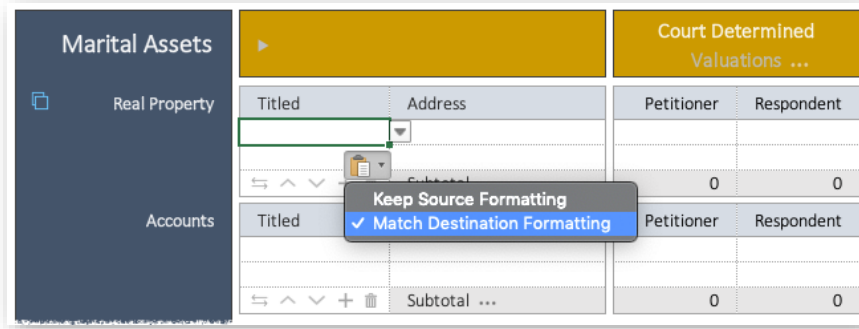 Marital Assets
Court Determined
Valuations ...
Real Property
Titled
Address
Petitioner
Respondent
Subtotal
0
0
Keep Source Formatting
✓ Match Destination Formatting
Accounts
Titled
Petitioner
Respondent
Subtotal ...
0
0